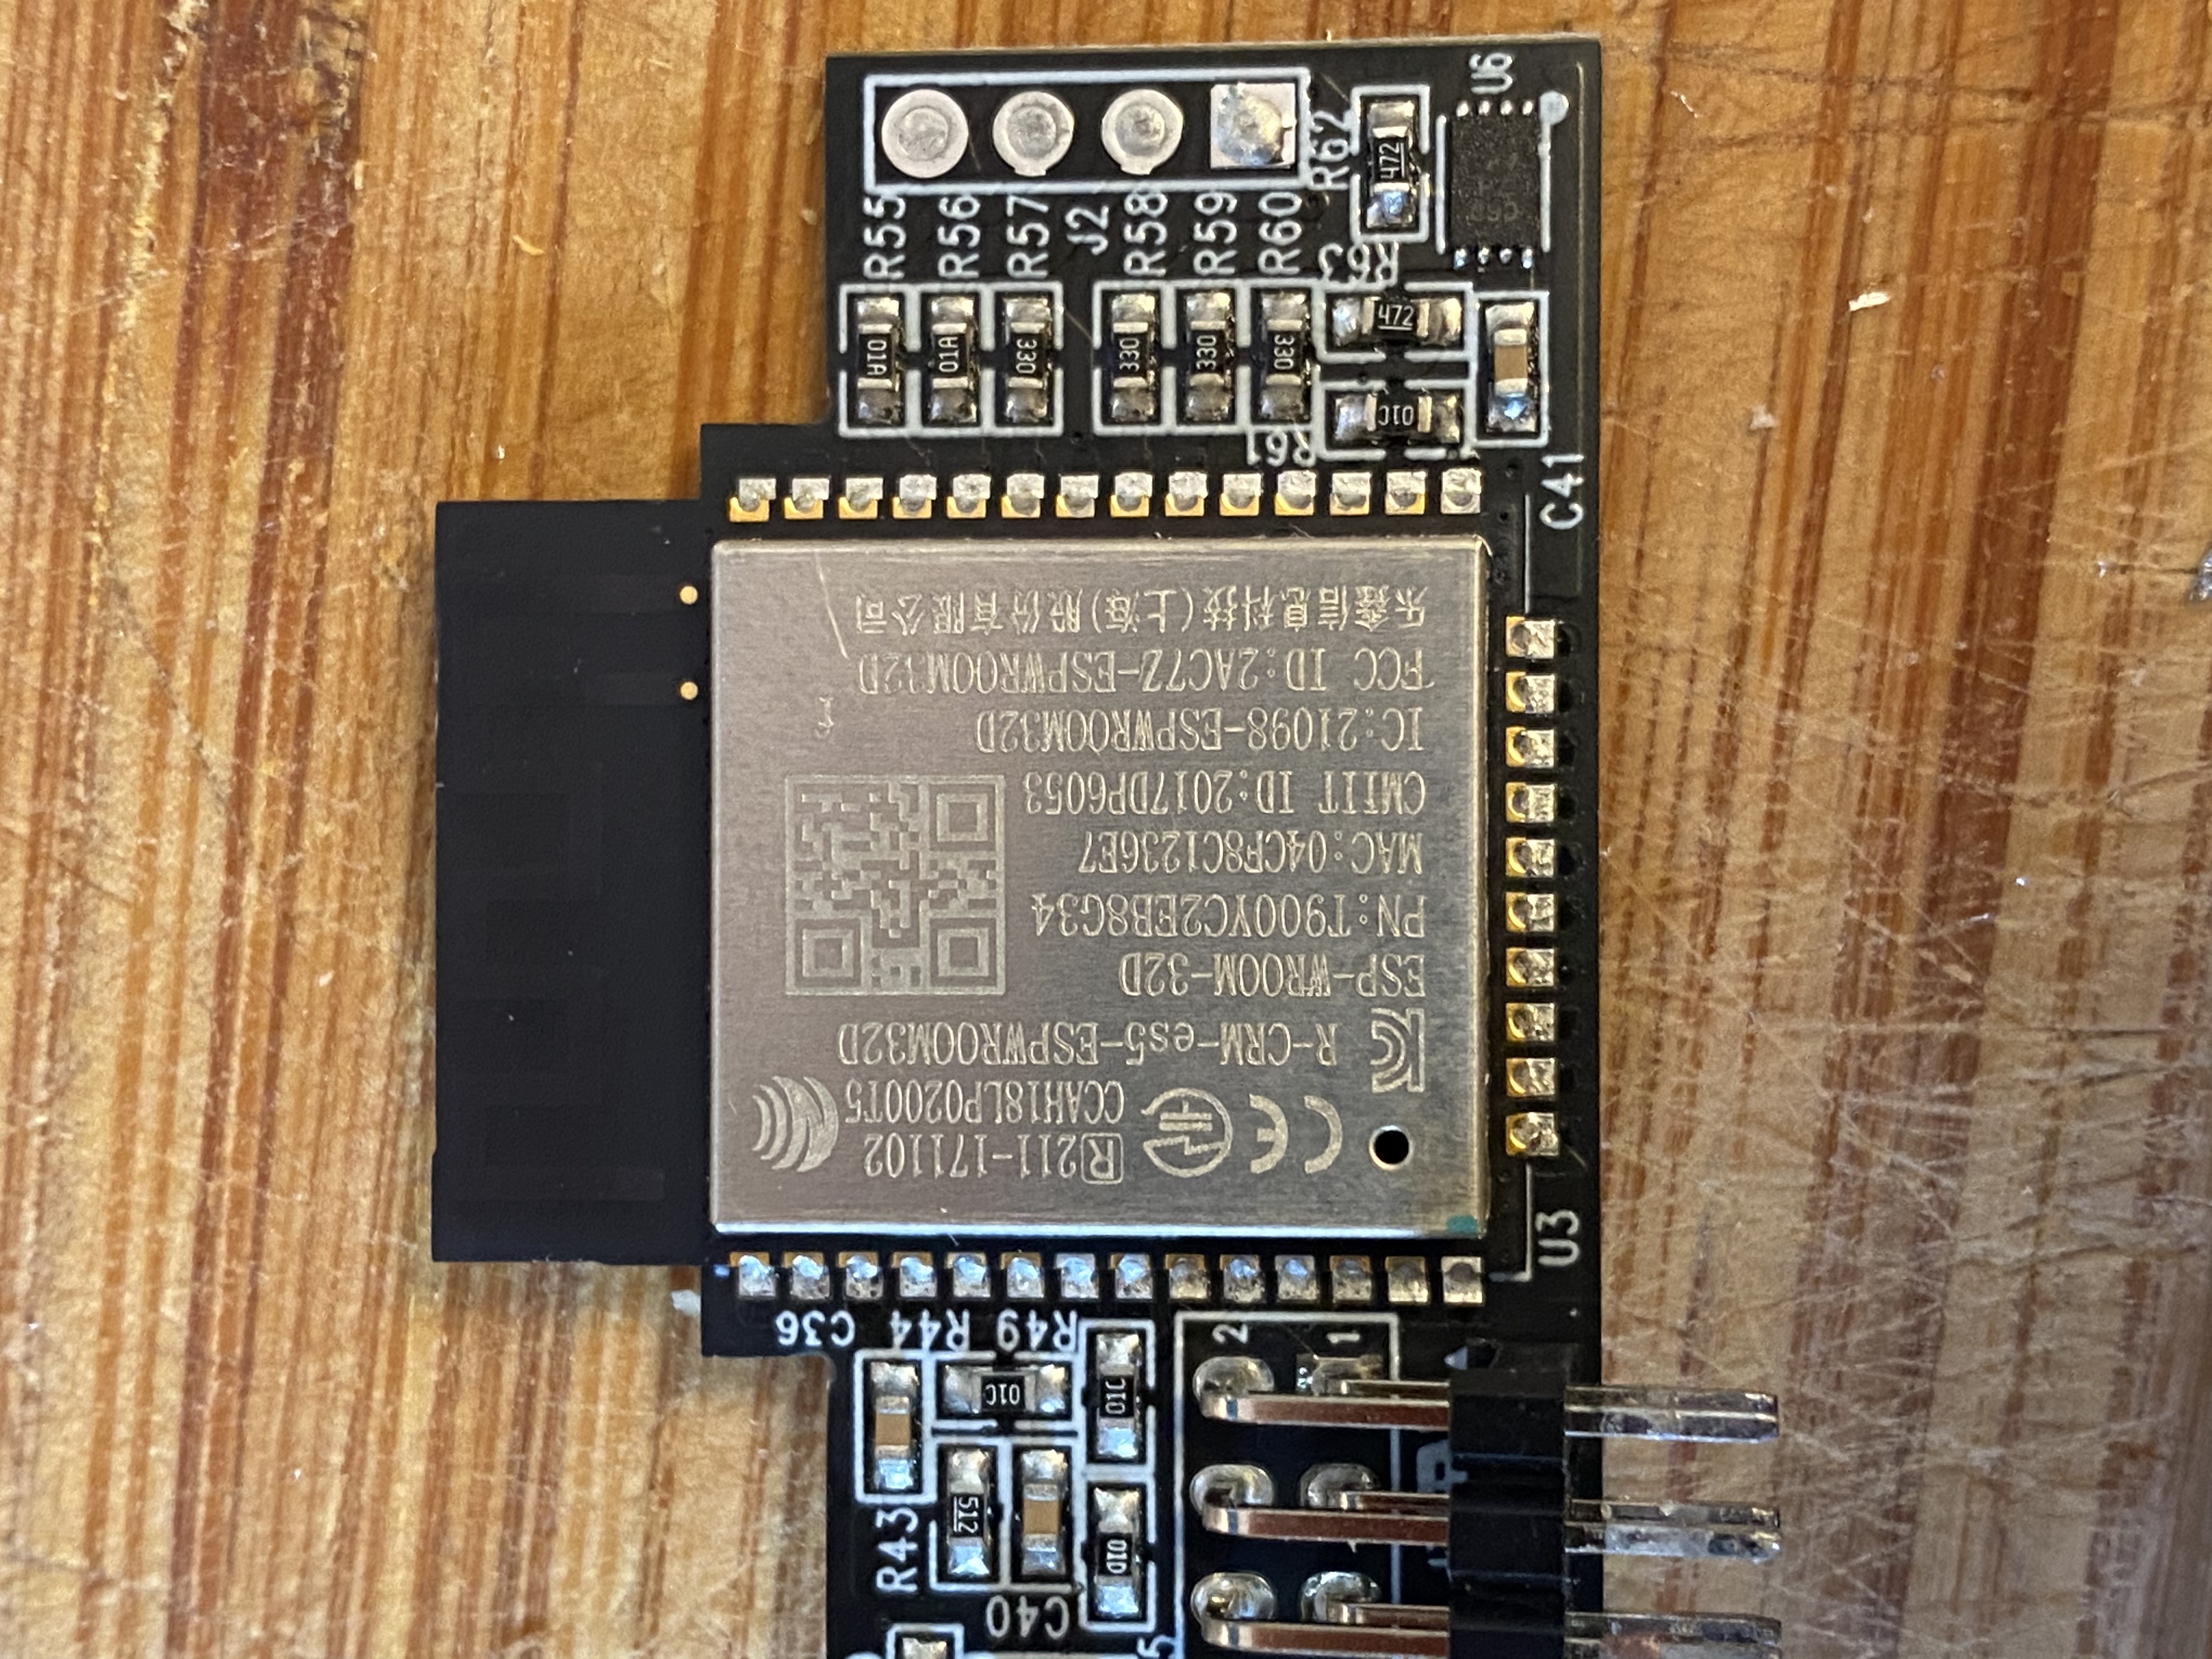 R 211-171102
CCAH18LP0200T5
R-CRM-es5-ESPWROOM32D
ESP-WROOM-32D
PN:T900YC2EB8G34
MAC:04CF8C1236E7
CMIIT ID:2017DP6053
IC:21098-ESPWROOM32D
FCC ID:2AC7Z-ESPWROOM32D
乐鑫信息科技(上海)股份有限公司
CE
C36
R43
R44
512
C40
01C
R49
01D
01C
5
2
1
U3
01A
R55
01A
R56
330
R57
J2
330
R58
330
R59
R61
330
R60
R62
01C
472
R63
472
U6
C41